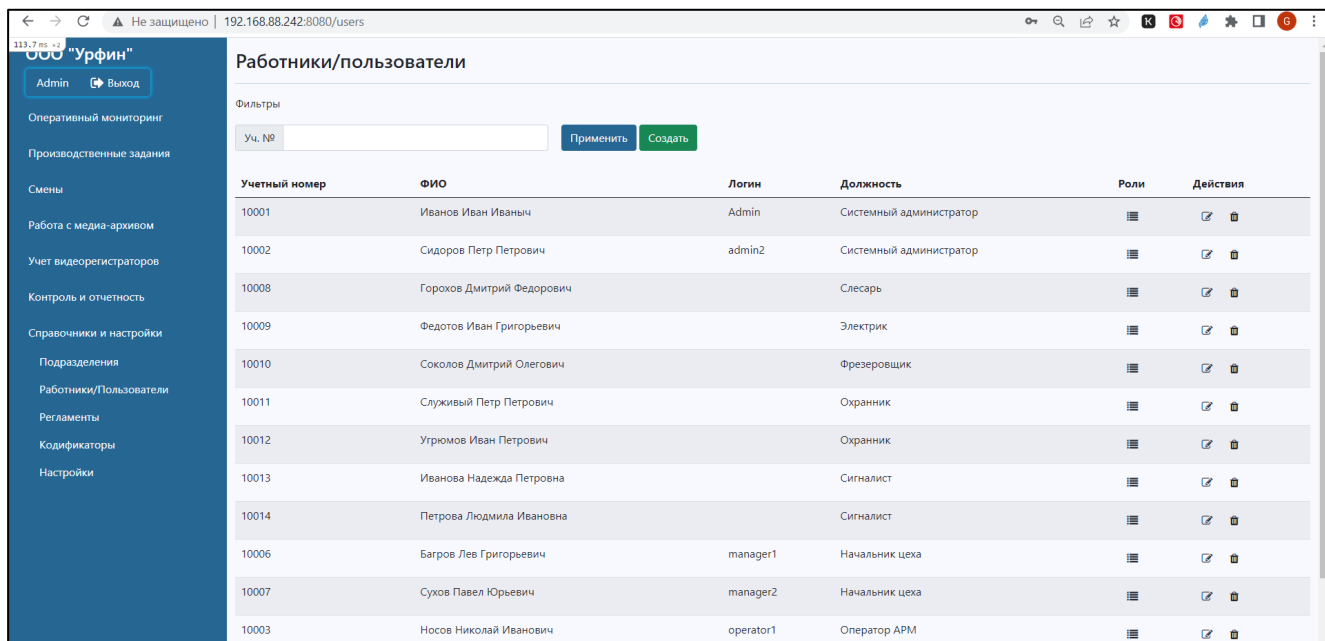 Не защищено | 192.168.88.242:8080/users
K
G
113.7 ms ×2
ООО "Урфин"
Admin Выход
Оперативный мониторинг
Производственные задания
Смены
Работа с медиа-архивом
Учет видеорегистраторов
Контроль и отчетность
Справочники и настройки
Подразделения
Работники/Пользователи
Регламенты
Кодификаторы
Настройки
Работники/пользователи
Фильтры
Уч. № Применить Создать
Учетный номер ФИО Логин Должность Роли Действия
10001 Иванов Иван Иваныч Admin Системный администратор
10002 Сидоров Петр Петрович admin2 Системный администратор
10008 Горохов Дмитрий Федорович Слесарь
10009 Федотов Иван Григорьевич Электрик
10010 Соколов Дмитрий Олегович Фрезеровщик
10011 Служивый Петр Петрович Охранник
10012 Угрюмов Иван Петрович Охранник
10013 Иванова Надежда Петровна Сигналист
10014 Петрова Людмила Ивановна Сигналист
10006 Багров Лев Григорьевич manager1 Начальник цеха
10007 Сухов Павел Юрьевич manager2 Начальник цеха
10003 Носов Николай Иванович operator1 Оператор АРМ